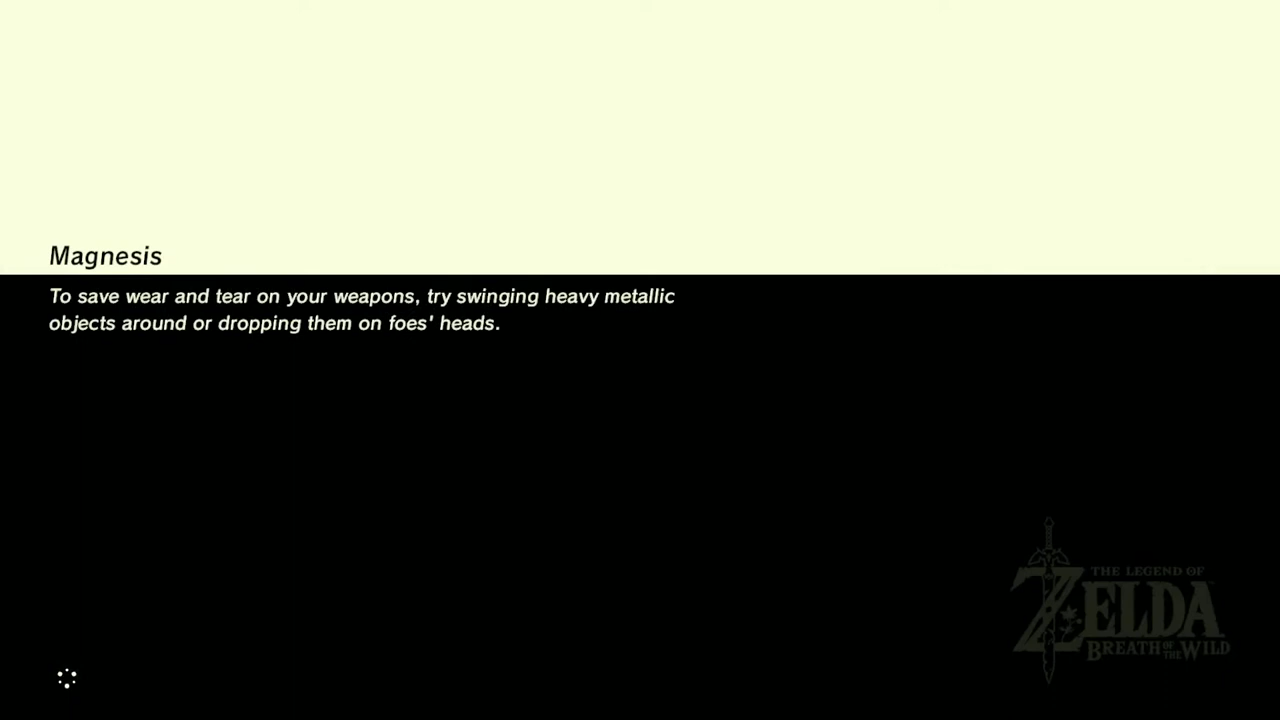 Magnesis
To save wear and tear on your weapons, try swinging heavy metallic
objects around or dropping them on foes' heads.
THE LEGEND OF
ZELDA
BREATH OF THE WILD